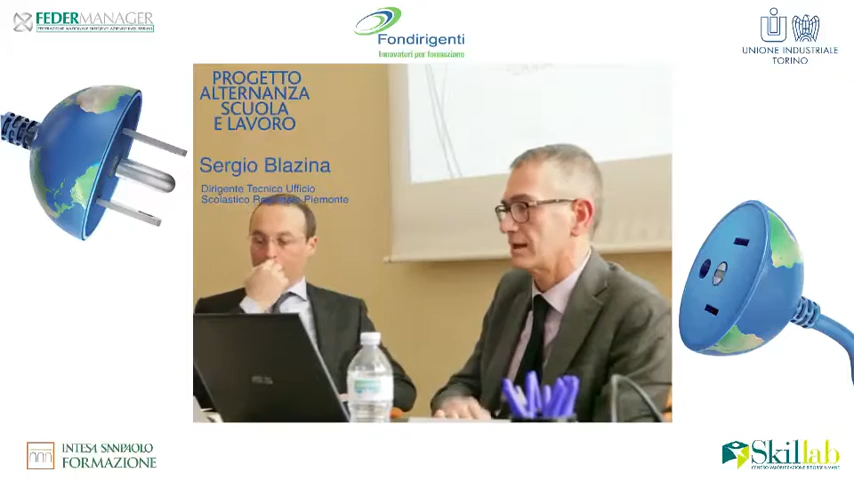 FEDERMANAGER
Fondirigenti
Innovatori per formazione
UNIONE INDUSTRIALE
TORINO
PROGETTO
ALTERNANZA
SCUOLA
E LAVORO
Sergio Blazina
Dirigente Tecnico Ufficio
Scolastico Regionale Piemonte
INTESA SANPAOLO
FORMAZIONE
Skillab